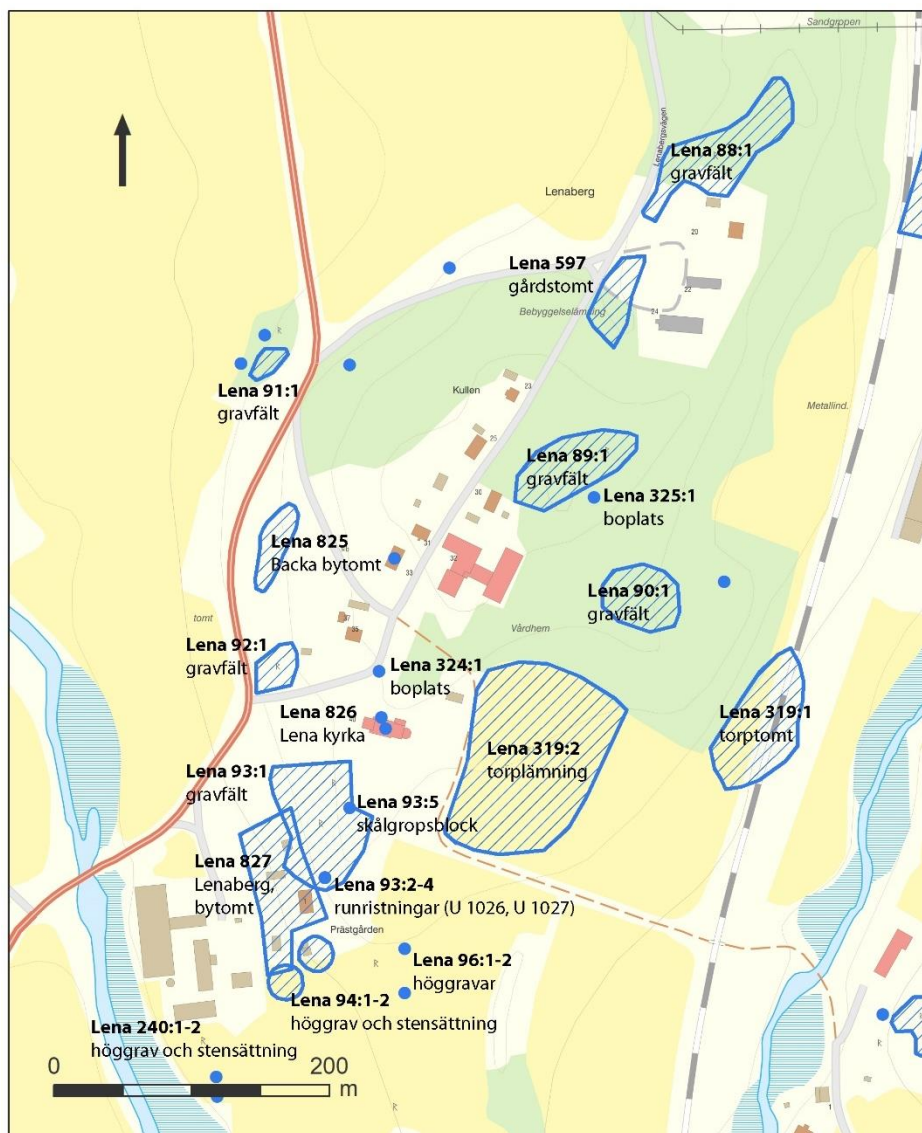 Sandgroppen
Lenabergsvägen
Lena 88:1
gravfält
Lenaberg
20
Lena 597
gårdstomt
22
24
Bebyggelselämning
R
Lena 91:1
gravfält
Kullen
23
Metallind.
25
Lena 89:1
gravfält
30
Lena 325:1
boplats
Lena 825
Backa bytomt
31
32
33
Lena 90:1
gravfält
tomt
37
35
Vårdhem
Lena 92:1
gravfält
R
Lena 324:1
boplats
Lena 826
Lena kyrka
40
Lena 319:1
torptomt
Lena 319:2
torplämning
Lena 93:1
gravfält
R
Lena 93:5
skålgropsblock
R
Lena 827
Lenaberg,
bytomt
Lena 93:2-4
runristningar (U 1026, U 1027)
1
Prästgården
R
Lena 96:1-2
höggravar
Lena 94:1-2
höggrav och stensättning
Lena 240:1-2
höggrav och stensättning
R
0
200
m
R
R
1